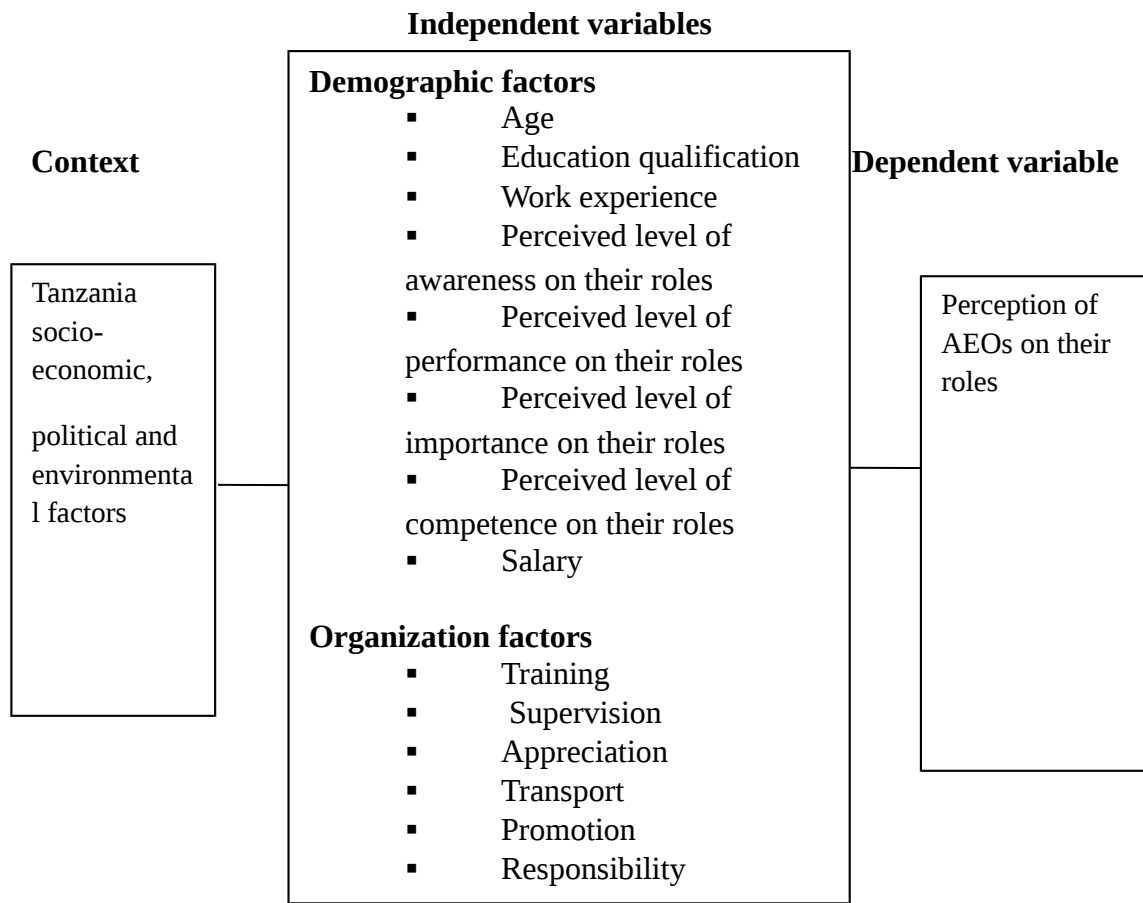 Independent variables
Context
Tanzania
socio-
economic,
political and
environmenta
l factors
Demographic factors
▪ Age
▪ Education qualification
▪ Work experience
▪ Perceived level of
awareness on their roles
▪ Perceived level of
performance on their roles
▪ Perceived level of
importance on their roles
▪ Perceived level of
competence on their roles
▪ Salary
Organization factors
▪ Training
▪ Supervision
▪ Appreciation
▪ Transport
▪ Promotion
▪ Responsibility
Dependent variable
Perception of
AEOs on their
roles